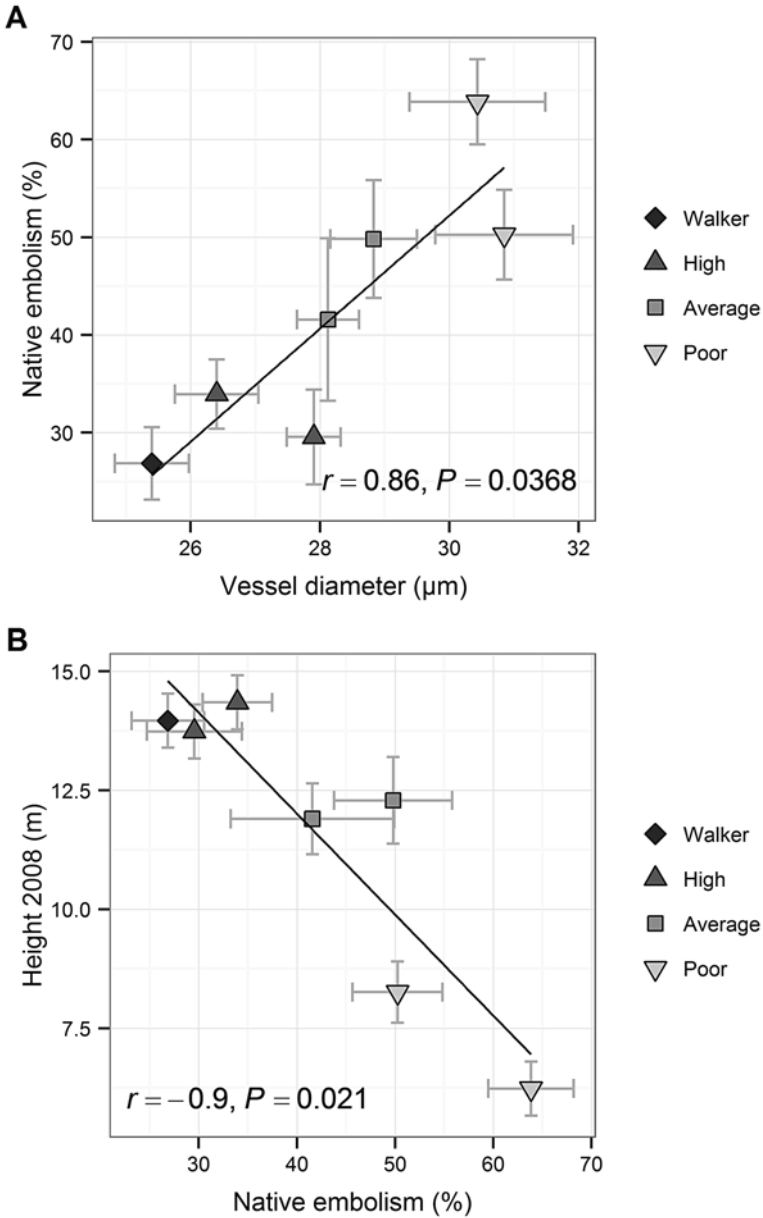 A
70
60
50
40
30
Native embolism (%)
26 28 30 32
Vessel diameter (μm)
r = 0.86, P = 0.0368
Walker
High
Average
Poor
B
15.0
12.5
10.0
7.5
Height 2008 (m)
r = −0.9, P = 0.021
30 40 50 60 70
Native embolism (%)
Walker
High
Average
Poor